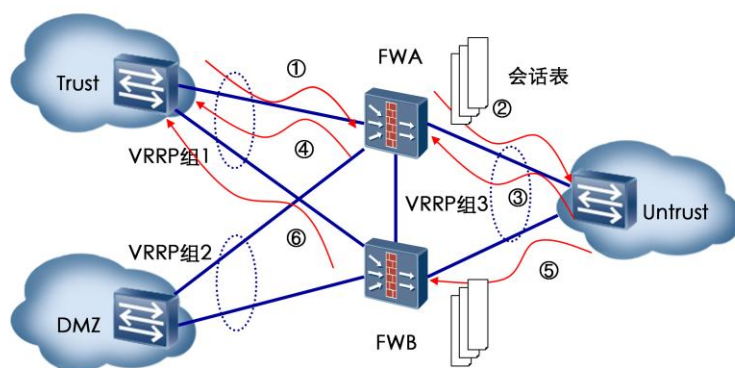 FWA
会话表
Trust
①
②
④
VRRP组1
VRRP组3
③
Untrust
VRRP组2
⑥
⑤
DMZ
FWB